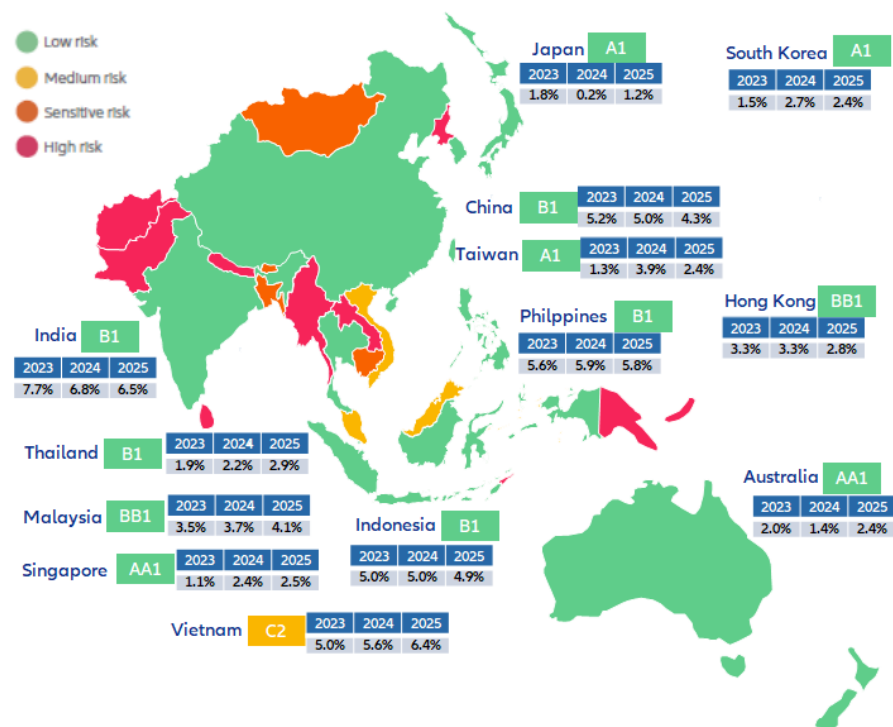 Low risk
Medium risk
Sensitive risk
High risk
Japan A1
2023 2024 2025
1.8% 0.2% 1.2%
South Korea A1
2023 2024 2025
1.5% 2.7% 2.4%
China B1
2023 2024 2025
5.2% 5.0% 4.3%
Taiwan A1
2023 2024 2025
1.3% 3.9% 2.4%
Philppines B1
2023 2024 2025
5.6% 5.9% 5.8%
Hong Kong BB1
2023 2024 2025
3.3% 3.3% 2.8%
India B1
2023 2024 2025
7.7% 6.8% 6.5%
Thailand B1
2023 2024 2025
1.9% 2.2% 2.9%
Malaysia BB1
2023 2024 2025
3.5% 3.7% 4.1%
Singapore AA1
2023 2024 2025
1.1% 2.4% 2.5%
Indonesia B1
2023 2024 2025
5.0% 5.0% 4.9%
Australia AA1
2023 2024 2025
2.0% 1.4% 2.4%
Vietnam C2
2023 2024 2025
5.0% 5.6% 6.4%